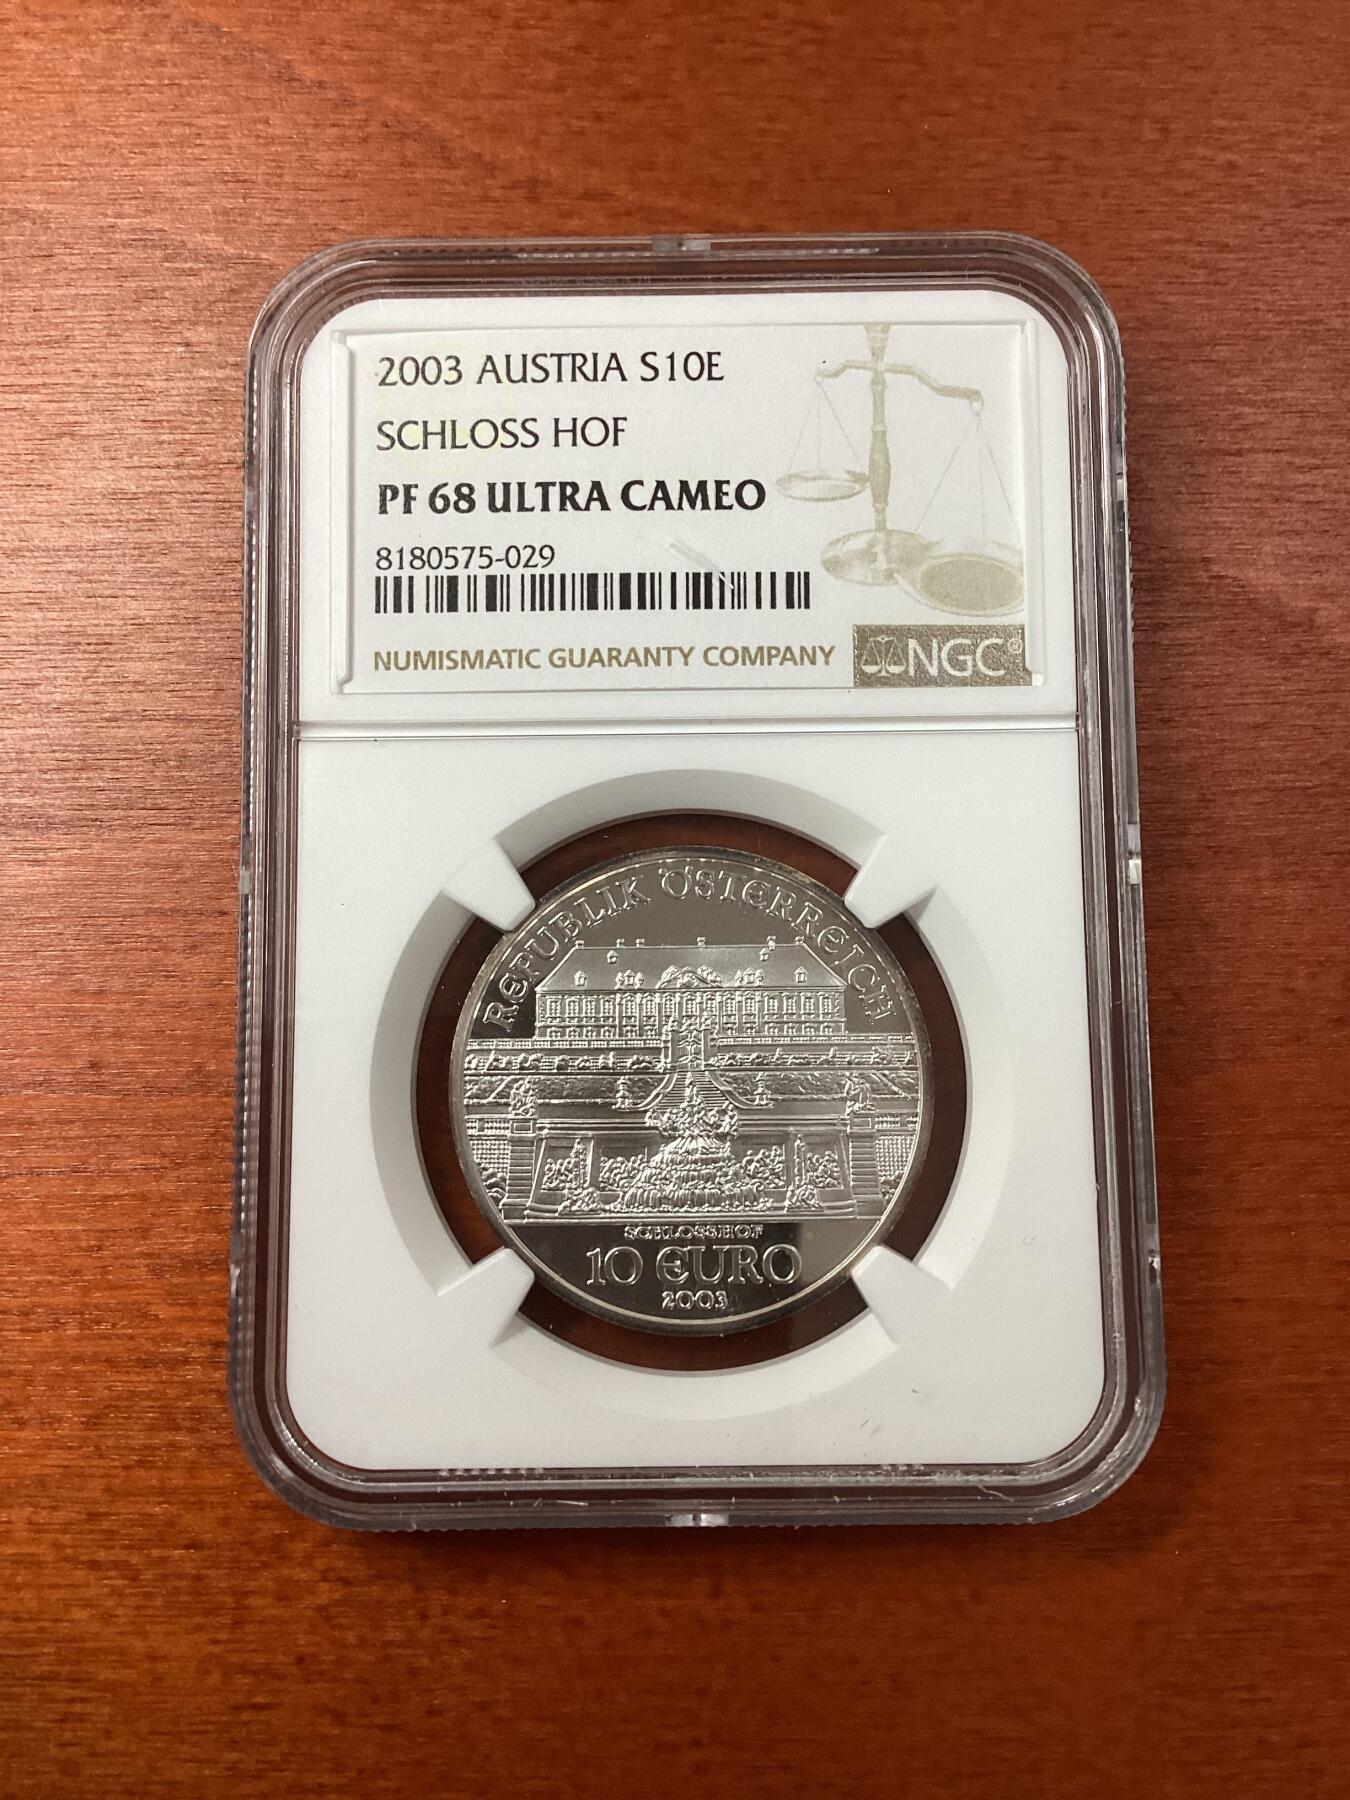 2003 AUSTRIA S10E
SCHLOSS HOF
PF 68 ULTRA CAMEO
8180575-029
NUMISMATIC GUARANTY COMPANY
NGC®
REPUBLIK ÖSTERREICH
SCHLOSSHOF
10 EURO
2003